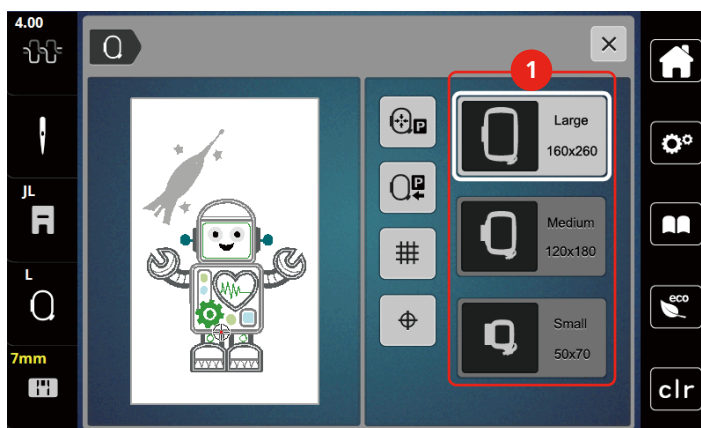 4.00
JL
L
7mm
1
P
P
Large
160x260
Medium
120x180
Small
50x70
eco
clr